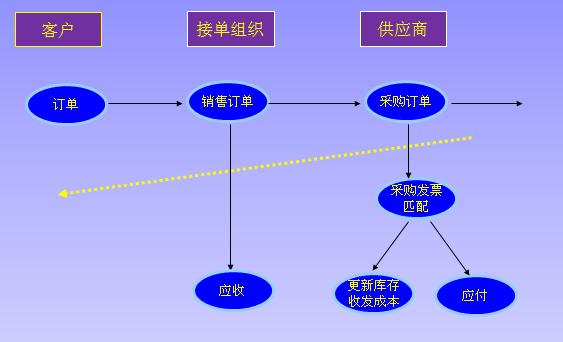 客户
接单组织
供应商
订单
销售订单
采购订单
采购发票
匹配
应收
更新库存
收发成本
应付